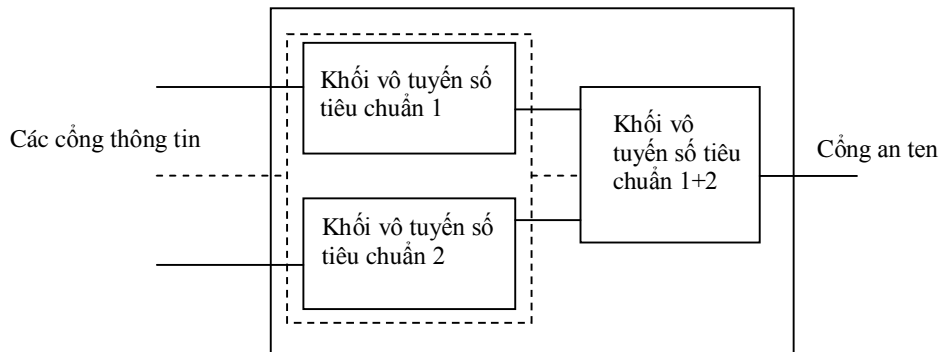 Khối vô tuyến số
tiêu chuẩn 1
Các cổng thông tin
Khối vô
tuyến số tiêu
chuẩn 1+2
Cổng an ten
Khối vô tuyến số
tiêu chuẩn 2